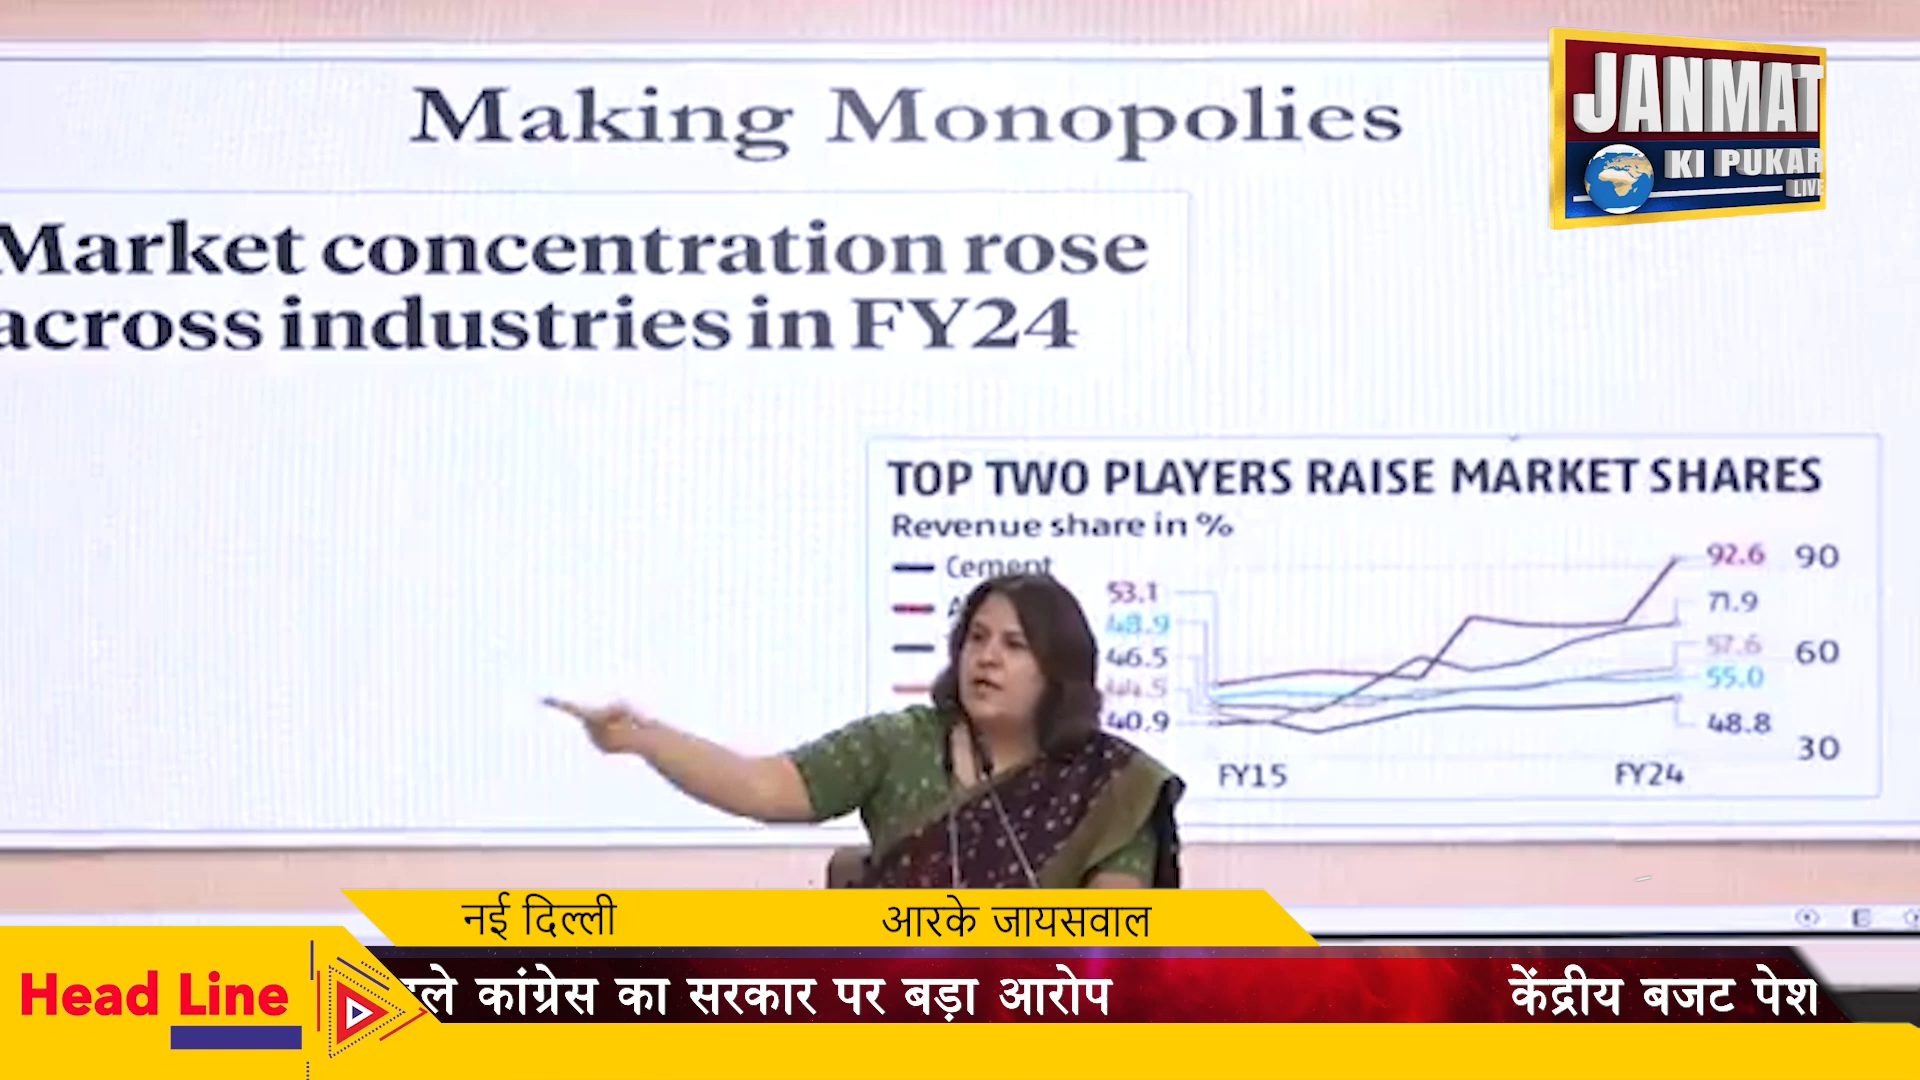 Making Monopolies
JANMAT
KI PUKAR
LIVE
Market concentration rose
across industries in FY24
TOP TWO PLAYERS RAISE MARKET SHARES
Revenue share in %
Cement
53.1
48.9
46.5
44.5
40.9
92.6
71.9
57.6
55.0
48.8
90
60
30
FY15
FY24
नई दिल्ली
आरके जायसवाल
Head Line
कांग्रेस का सरकार पर बड़ा आरोप
केंद्रीय बजट पेश